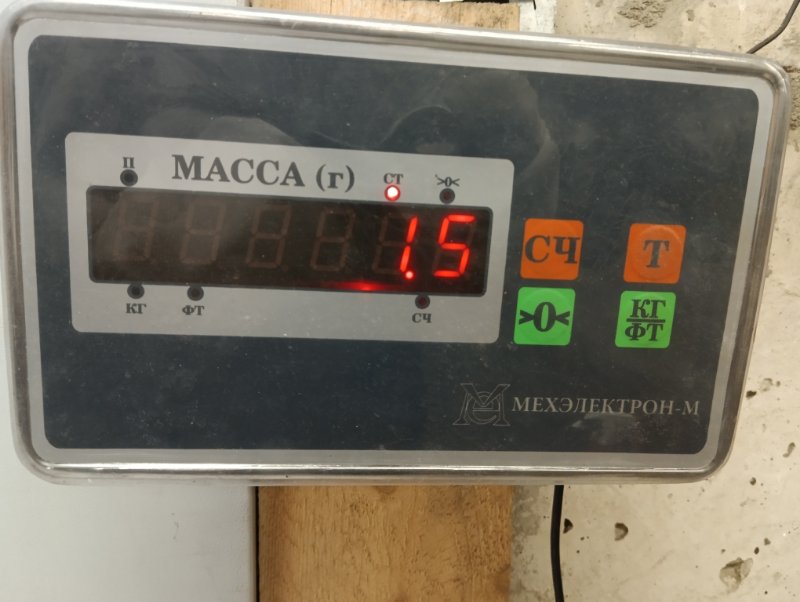 П
МАССА (г)
СТ
>0<
1.5
КГ
ФТ
СЧ
СЧ
Т
>0<
КГ
ФТ
МЕХЭЛЕКТРОН-М